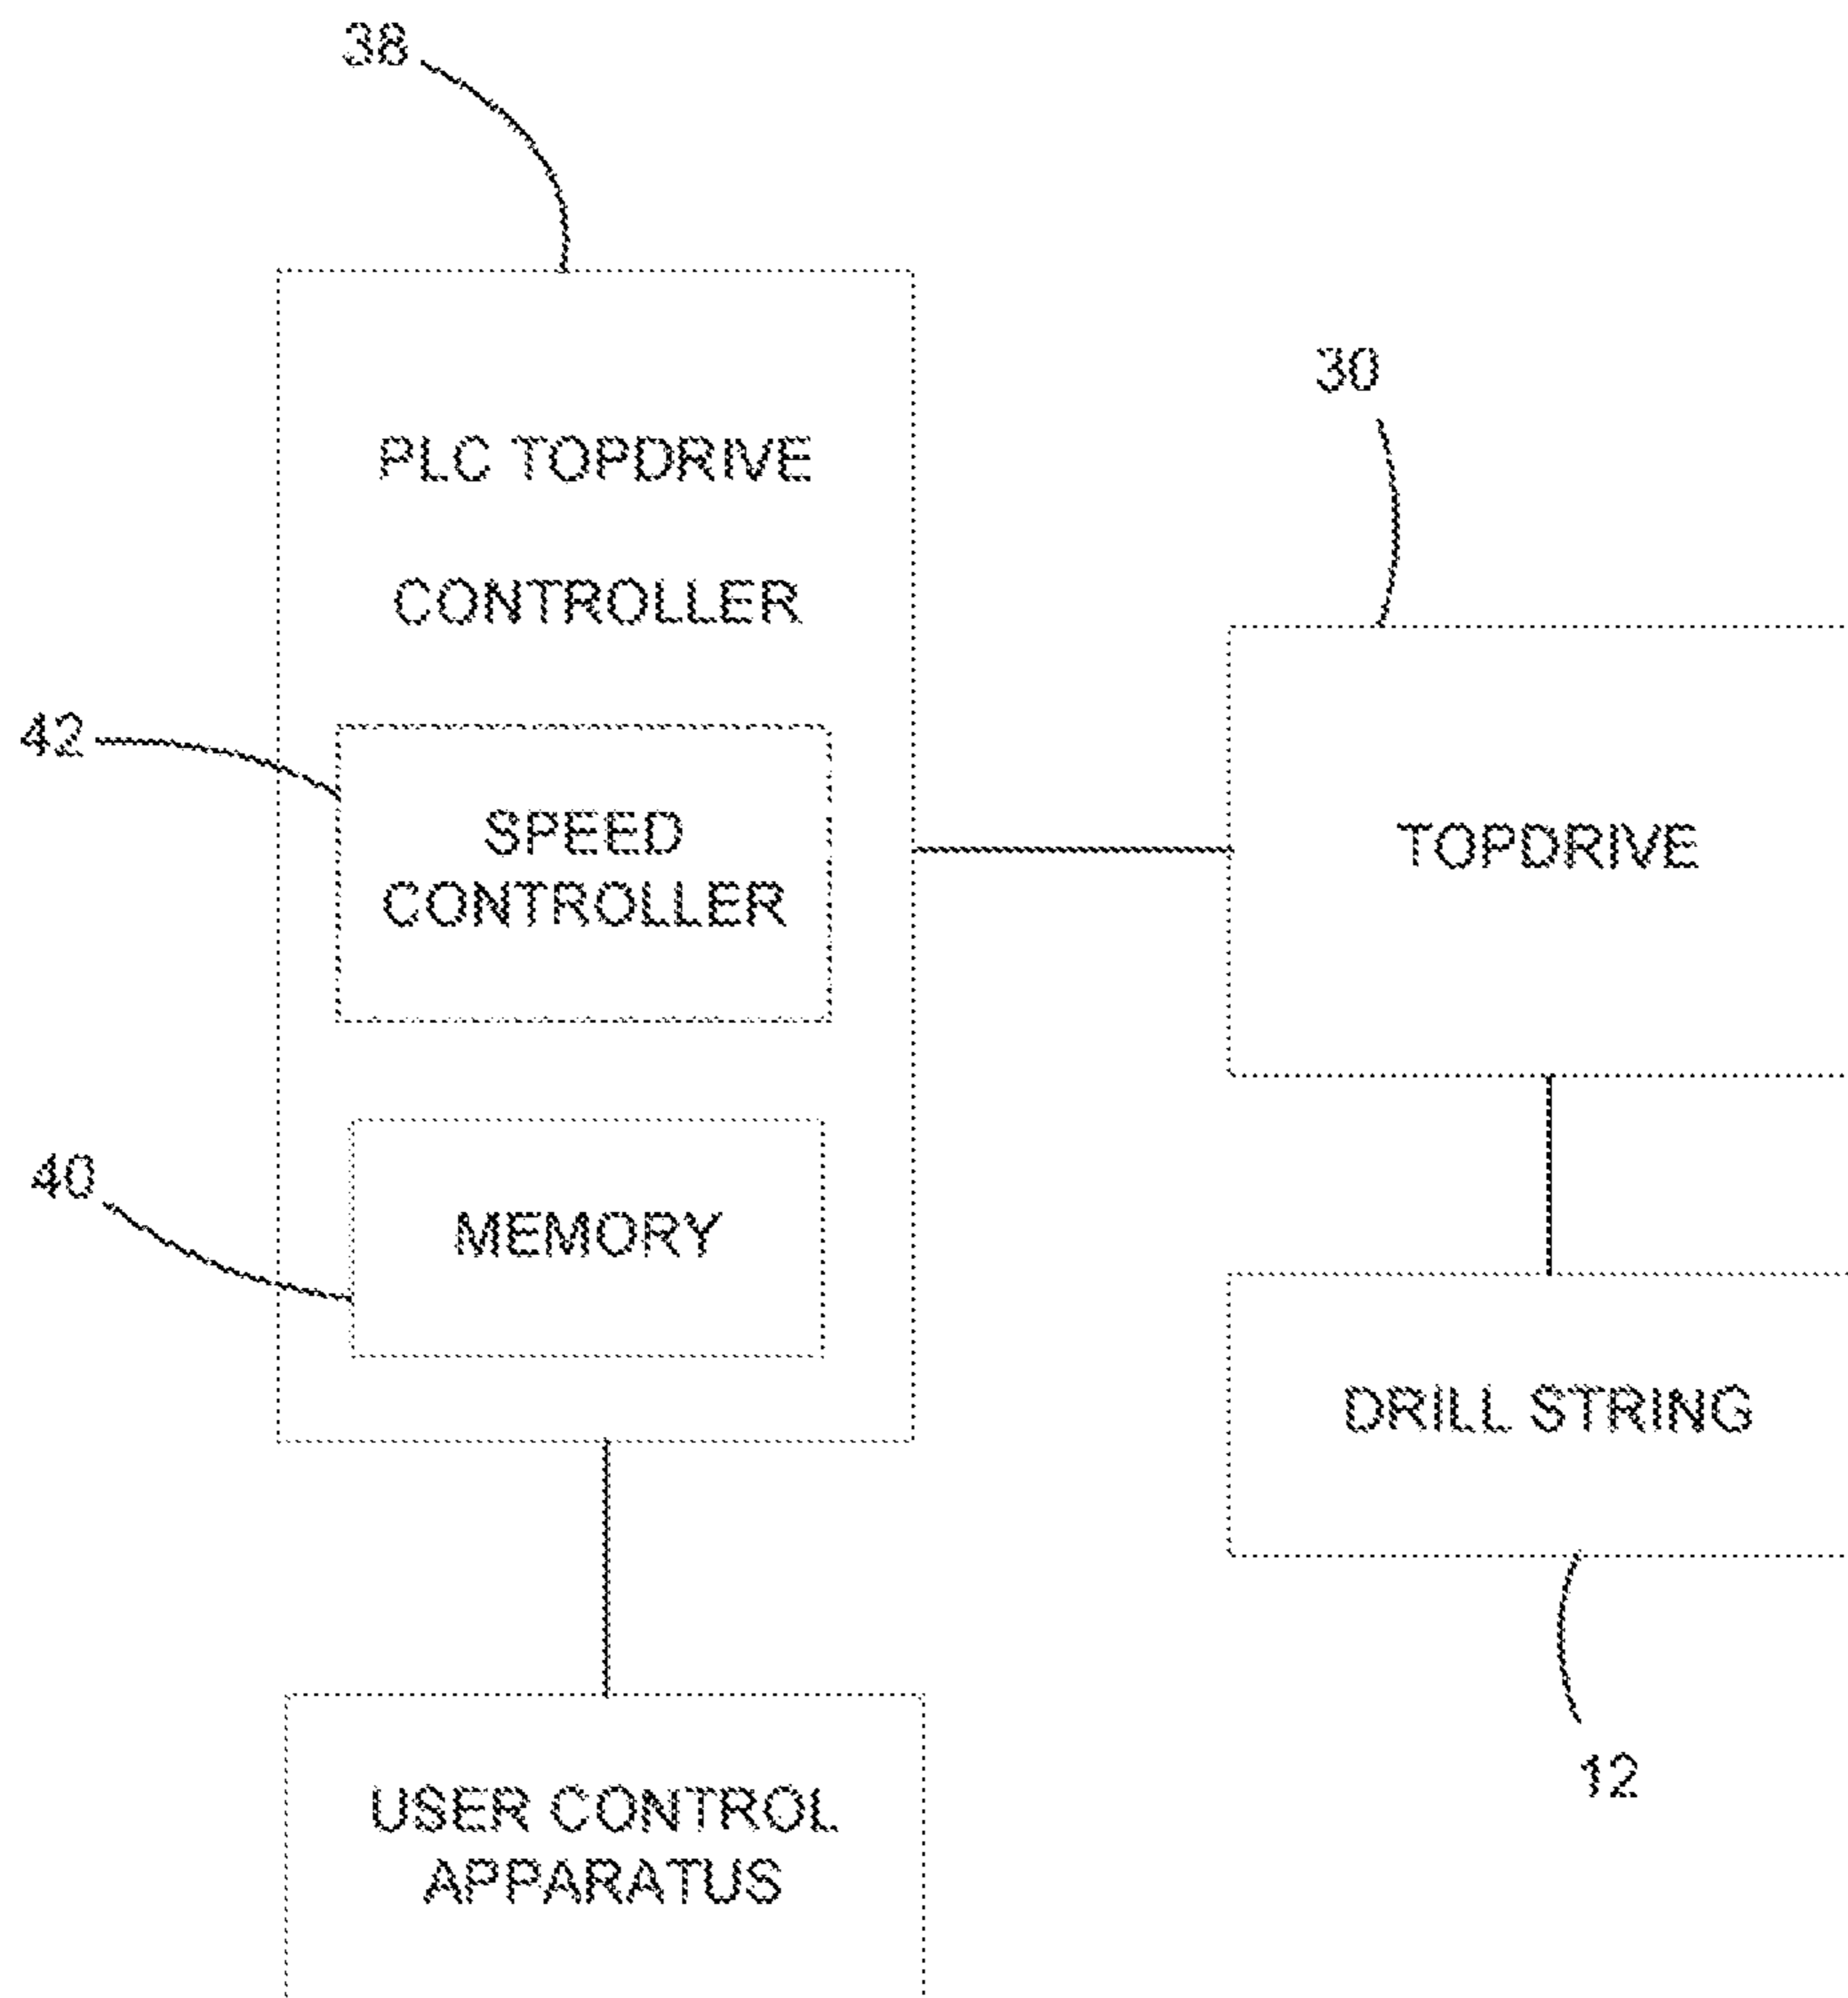 38
PLC TOPDRIVE
CONTROLLER
42
SPEED
CONTROLLER
40
MEMORY
USER CONTROL
APPARATUS
30
TOPDRIVE
DRILL STRING
12